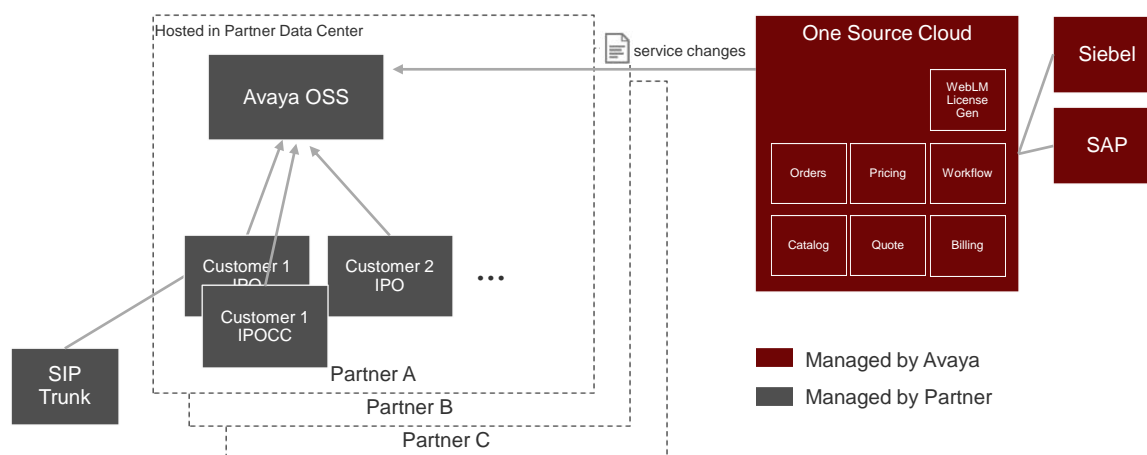 Hosted in Partner Data Center
Avaya OSS
service changes
One Source Cloud
WebLM
License
Gen
Orders
Pricing
Workflow
Catalog
Quote
Billing
Siebel
SAP
Customer 1
IPO
Customer 2
IPO
...
Customer 1
IPOCC
SIP
Trunk
Partner A
Partner B
Partner C
Managed by Avaya
Managed by Partner